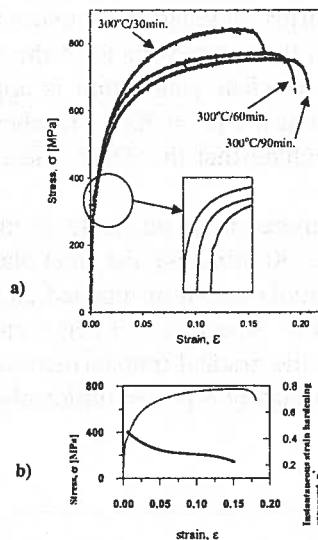 300°C/30min.
800
600
400
200
0
Stress, σ [MPa]
300°C/60min.
300°C/90min.
0.00 0.05 0.10 0.15 0.20
Strain, ε
a)
800
400
0
Stress, σ [MPa]
0.8
0.6
0.4
0.2
Instantaneous strain hardening
0.00 0.05 0.10 0.15 0.20
strain, ε
b)